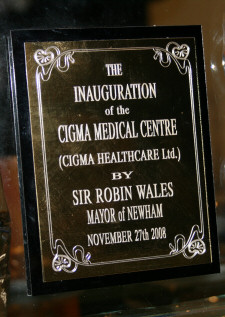 THE
INAUGURATION
of the
CIGMA MEDICAL CENTRE
(CIGMA HEALTHCARE Ltd.)
BY
SIR ROBIN WALES
MAYOR of NEWHAM
NOVEMBER 27th 2008